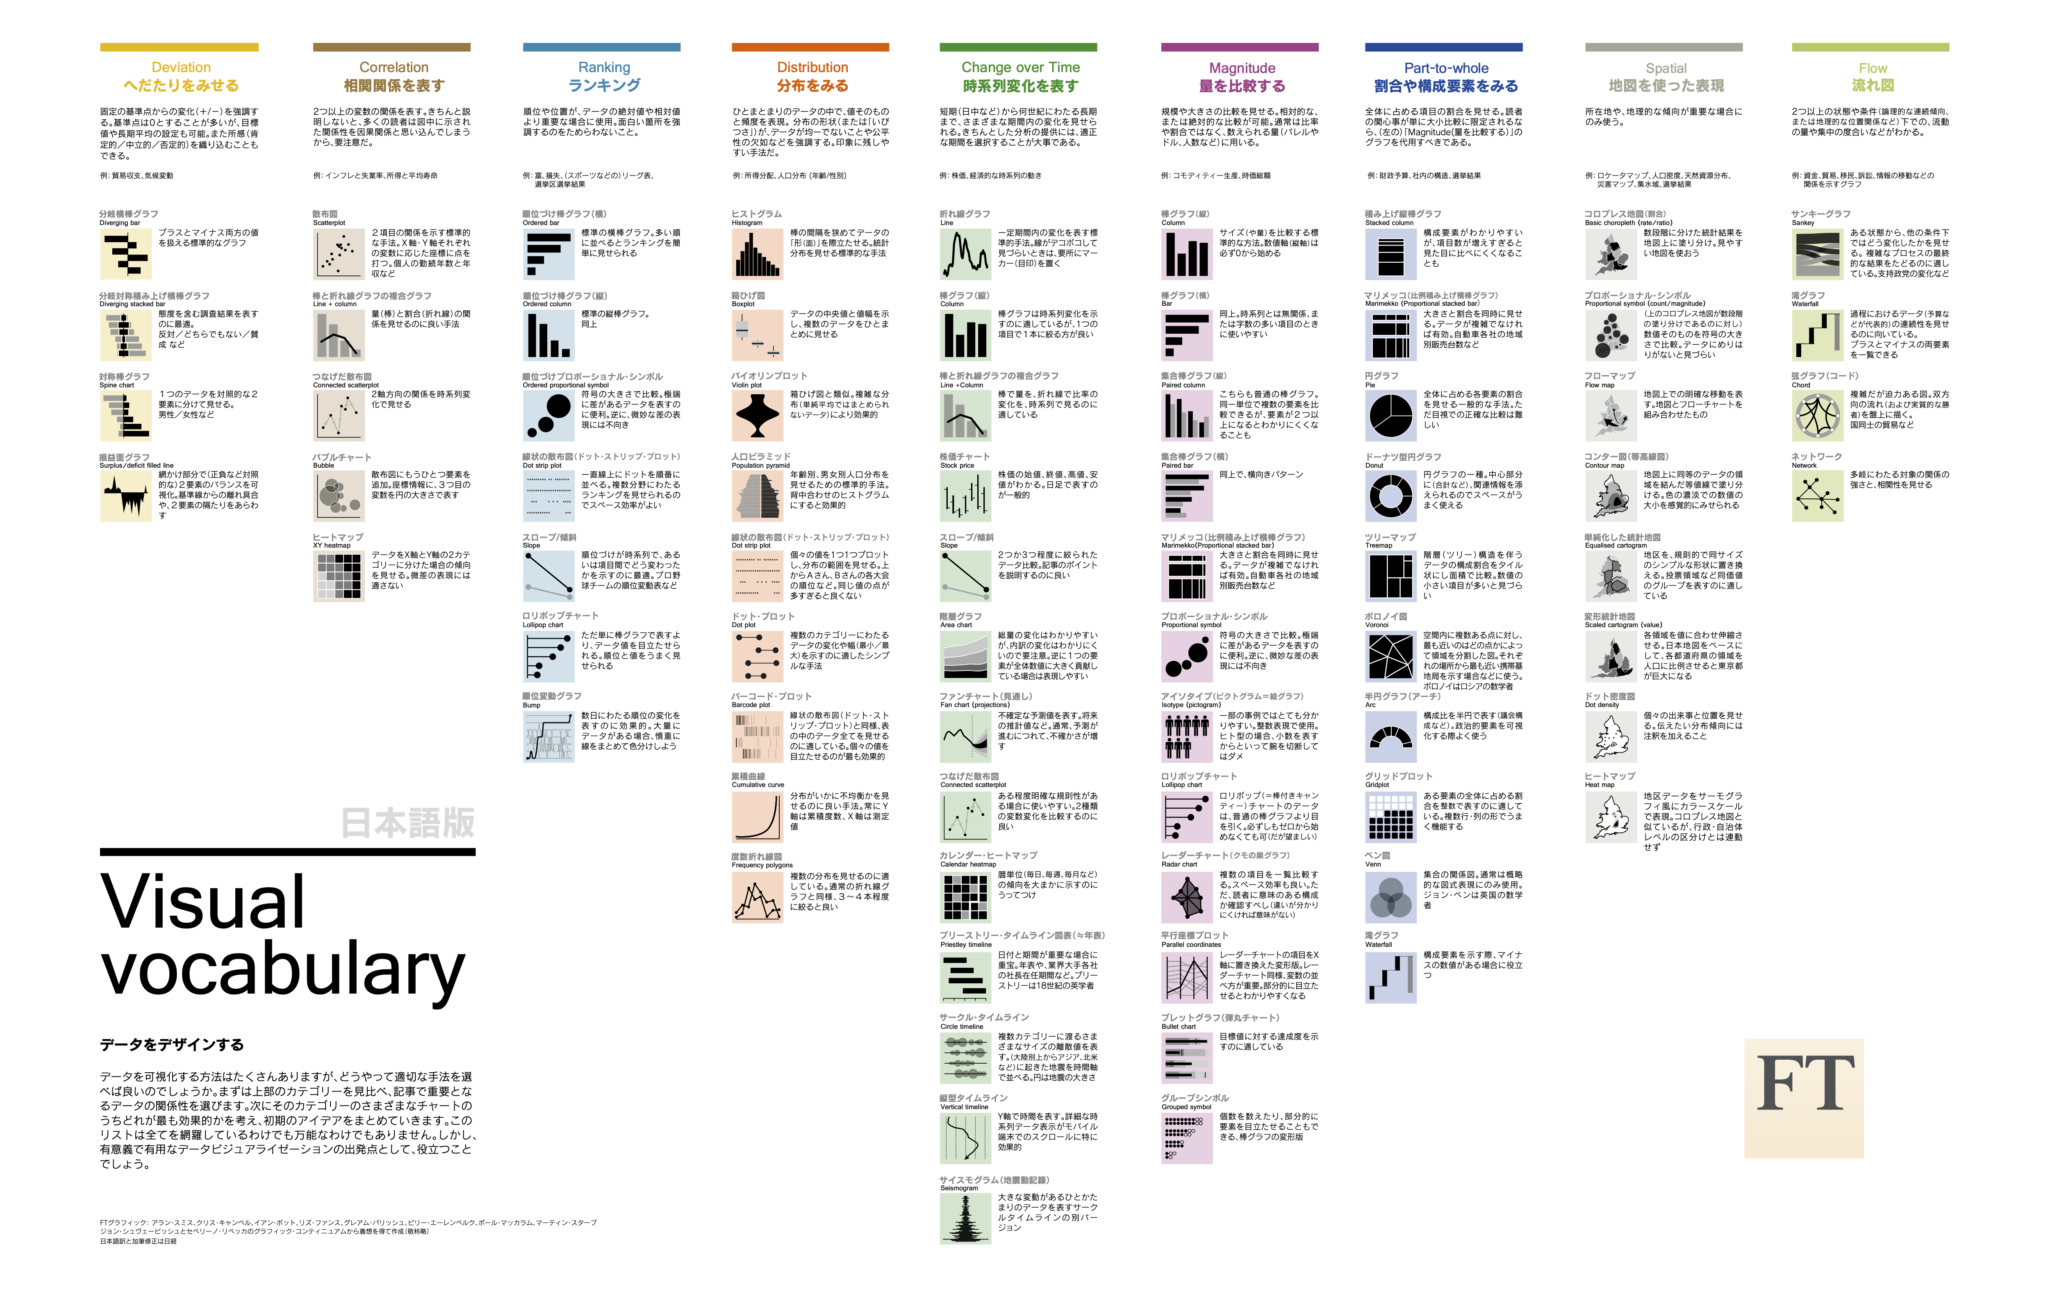 Deviation
へだたりをみせる
固定の基準点からの変化(+/−)を強調す
る。基準点は0とすることが多いが、目標
値や長期平均の設定も可能。また所感(肯
定的/中立的/否定的)を織り込むことも
できる。
例: 貿易収支、気候変動
分岐横棒グラフ
Diverging bar
プラスとマイナス両方の値
を扱える標準的なグラフ
分岐対称積み上げ横棒グラフ
Diverging stacked bar
態度を含む調査結果を表す
のに最適。
反対/どちらでもない/賛
成 など
対称棒グラフ
Spine chart
1つのデータを対照的な2
要素に分けて見せる。
男性/女性など
損益面グラフ
Surplus/deficit filled line
網かけ部分で(正負など対照
的な)2要素のバランスを可
視化。基準線からの離れ具合
や、2要素の隔たりをあらわ
す
Correlation
相関関係を表す
2つ以上の変数の関係を表す。きちんと説
明しないと、多くの読者は図中に示され
た関係性を因果関係と思い込んでしまう
から、要注意だ。
例: インフレと失業率、所得と平均寿命
散布図
Scatterplot
2項目の関係を示す標準的
な手法。X軸・Y軸それぞれ
の変数に応じた座標に点を
打つ。個人の勤続年数と年
収など
棒と折れ線グラフの複合グラフ
Line + column
量(棒)と割合(折れ線)の関
係を見せるのに良い手法
つなげだ散布図
Connected scatterplot
2軸方向の関係を時系列変
化で見せる
バブルチャート
Bubble
散布図にもうひとつ要素を
追加。座標情報に、3つ目の
変数を円の大きさで表す
ヒートマップ
XY heatmap
データをX軸とY軸の2カテ
ゴリーに分けた場合の傾向
を見せる。微差の表現には
適さない
Ranking
ランキング
順位や位置が、データの絶対値や相対値
より重要な場合に使用。面白い箇所を強
調するのをためらわないこと。
例: 富、損失、(スポーツなどの)リーグ表、
選挙区選挙結果
順位づけ棒グラフ(横)
Ordered bar
標準の横棒グラフ。多い順
に並べるとランキングを簡
単に見せられる
順位づけ棒グラフ(縦)
Ordered column
標準の縦棒グラフ。
同上
順位づけプロポーショナル・シンボル
Ordered proportional symbol
符号の大きさで比較。極端
に差があるデータを表すの
に便利。逆に、微妙な差の表
現には不向き
線状の散布図(ドット・ストリップ・プロット)
Dot strip plot
一直線上にドットを順番に
並べる。複数分野にわたる
ランキングを見せられるの
でスペース効率がよい
スロープ/傾斜
Slope
順位づけが時系列で、ある
いは項目間でどう変わった
かを示すのに最適。プロ野
球チームの順位変動表など
ロリポップチャート
Lollipop chart
ただ単に棒グラフで表すよ
り、データ値を目立たせら
れる。順位と値をうまく見
せられる
順位変動グラフ
Bump
数日にわたる順位の変化を
表すのに効果的。大量に
データがある場合、慎重に
線をまとめて色分けしよう
Distribution
分布をみる
ひとまとまりのデータの中で、値そのもの
と頻度を表現。分布の形状(または「いび
つさ」)が、データが均一でないことや公平
性の欠如などを強調する。印象に残しや
すい手法だ。
例: 所得分配、人口分布 (年齢/性別)
ヒストグラム
Histogram
棒の間隔を狭めてデータの
「形(面)」を際立たせる。統計
分布を見せる標準的な手法
箱ひげ図
Boxplot
データの中央値と値幅を示
し、複数のデータをひとま
とめに見せる
バイオリンプロット
Violin plot
箱ひげ図と類似。複雑な分
布(単純平均ではまとめられ
ないデータ)により効果的
人口ピラミッド
Population pyramid
年齢別、男女別人口分布を
見せるための標準的手法。
背中合わせのヒストグラム
にすると効果的
線状の散布図(ドット・ストリップ・プロット)
Dot strip plot
個々の値を1つ1つプロット
し、分布の範囲を見せる。上
からAさん、Bさんの各大会
の順位など。同じ値の点が
多すぎると良くない
ドット・プロット
Dot plot
複数のカテゴリーにわたる
データの変化や幅(最小/最
大)を示すのに適したシンプ
ルな手法
バーコード・プロット
Barcode plot
線状の散布図(ドット・スト
リップ・プロット)と同様、表
の中のデータ全てを見せる
のに適している。個々の値を
目立たせるのが最も効果的
累積曲線
Cumulative curve
分布がいかに不均衡かを見
せるのに良い手法。常にY
軸は累積度数、X軸は測定
値
度数折れ線図
Frequency polygons
複数の分布を見せるのに適
している。通常の折れ線グ
ラフと同様、3〜4本程度
に絞ると良い
Change over Time
時系列変化を表す
短期(日中など)から何世紀にわたる長期
まで、さまざまな期間内の変化を見せら
れる。きちんとした分析の提供には、適正
な期間を選択することが大事である。
例: 株価、経済的な時系列の動き
折れ線グラフ
Line
一定期間内の変化を表す標
準的手法。線がデコボコして
見づらいときは、要所にマー
カー(目印)を置く
棒グラフ(縦)
Column
棒グラフは時系列変化を示
すのに適しているが、1つの
項目で1本に絞る方が良い
棒と折れ線グラフの複合グラフ
Line +Column
棒で量を、折れ線で比率の
変化を、時系列で見るのに
適している
株価チャート
Stock price
株価の始値、終値、高値、安
値がわかる。日足で表すの
が一般的
スロープ/傾斜
Slope
2つか3つ程度に絞られた
データ比較。記事のポイント
を説明するのに良い
階層グラフ
Area chart
総量の変化はわかりやすい
が、内訳の変化はわかりにく
いので要注意。逆に1つの要
素が全体数値に大きく貢献し
ている場合は表現しやすい
ファンチャート(見通し)
Fan chart (projections)
不確定な予測値を表す。将来
の推計値など。通常、予測が
進むにつれて、不確かさが増
す
つなげだ散布図
Connected scatterplot
ある程度明確な規則性があ
る場合に使いやすい。2種類
の変数変化を比較するのに
良い
カレンダー・ヒートマップ
Calendar heatmap
暦単位(毎日、毎週、毎月など)
の傾向を大まかに示すのに
うってつけ
プリーストリー・タイムライン図表(≒年表)
Priestley timeline
日付と期間が重要な場合に
重宝。年表や、業界大手各社
の社長在任期間など。プリー
ストリーは18世紀の英学者
サークル・タイムライン
Circle timeline
複数カテゴリーに渡るさま
ざまなサイズの離散値を表
す。(大陸別上からアジア、北米
など)に起きた地震を時間軸
で並べる。円は地震の大きさ
縦型タイムライン
Vertical timeline
Y軸で時間を表す。詳細な時
系列データ表示がモバイル
端末でのスクロールに特に
効果的
サイスモグラム(地震動記録)
Seismogram
大きな変動があるひとかた
まりのデータを表すサーク
ルタイムラインの別バー
ジョン
Magnitude
量を比較する
規模や大きさの比較を見せる。相対的な、
または絶対的な比較が可能。通常は比率
や割合ではなく、数えられる量(バレルや
ドル、人数など)に用いる。
例: コモディティー生産、時価総額
棒グラフ(縦)
Column
サイズ(や量)を比較する標
準的な方法。数値軸(縦軸)は
必ず0から始める
棒グラフ(横)
Bar
同上。時系列とは無関係、ま
たは字数の多い項目のとき
に使いやすい
集合棒グラフ(縦)
Paired column
こちらも普通の棒グラフ。
同一単位で複数の要素を比
較できるが、要素が2つ以
上になるとわかりにくくな
ることも
集合棒グラフ(横)
Paired bar
同上で、横向きパターン
マリメッコ(比例積み上げ横棒グラフ)
Marimekko(Proportional stacked bar)
大きさと割合を同時に見せ
る。データが複雑でなけれ
ば有効。自動車各社の地域
別販売台数など
プロポーショナル・シンボル
Proportional symbol
符号の大きさで比較。極端
に差があるデータを表すの
に便利。逆に、微妙な差の表
現には不向き
アイソタイプ(ピクトグラム=絵グラフ)
Isotype (pictogram)
一部の事例ではとても分か
りやすい。整数表現で使用。
ヒト型の場合、小数を表す
からといって腕を切断して
はダメ
ロリポップチャート
Lollipop chart
ロリポップ(=棒付きキャン
ディー)チャートのデータ
は、普通の棒グラフより目
を引く。必ずしもゼロから始
めなくても可(だが望ましい)
レーダーチャート(クモの巣グラフ)
Radar chart
複数の項目を一覧比較す
る。スペース効率も良い。た
だ、読者に意味のある構成
か確認すべし(違いが分かり
にくければ意味がない)
平行座標プロット
Parallel coordinates
レーダーチャートの項目をX
軸に置き換えた変形版。レー
ダーチャート同様、変数の並
べ方が重要。部分的に目立た
せるとわかりやすくなる
ブレットグラフ(弾丸チャート)
Bullet chart
目標値に対する達成度を示
すのに適している
グループシンボル
Grouped symbol
個数を数えたり、部分的に
要素を目立たせることもで
きる、棒グラフの変形版
Part-to-whole
割合や構成要素をみる
全体に占める項目の割合を見せる。読者
の関心事が単に大小比較に限定されるな
ら、(左の)「Magnitude(量を比較する)」の
グラフを代用すべきである。
例: 財政予算、社内の構造、選挙結果
積み上げ縦棒グラフ
Stacked column
構成要素がわかりやすい
が、項目数が増えすぎると
見た目に比べにくくなるこ
とも
マリメッコ(比例積み上げ横棒グラフ)
Marimekko (Proportional stacked bar)
大きさと割合を同時に見せ
る。データが複雑でなけれ
ば有効。自動車各社の地域
別販売台数など
円グラフ
Pie
全体に占める各要素の割合
を見せる一般的な手法。た
だ目視での正確な比較は難
しい
ドーナツ型円グラフ
Donut
円グラフの一種。中心部分
に(合計など)、関連情報を添
えられるのでスペースがう
まく使える
ツリーマップ
Treemap
階層(ツリー)構造を伴う
データの構成割合をタイル
状にし面積で比較。数値の
小さい項目が多いと見づら
い
ボロノイ図
Voronoi
空間内に複数ある点に対し、
最も近いのはどの点かによっ
て領域を分割した図。それぞ
れの場所から最も近い携帯基
地局を示す場合などに使う。
ボロノイはロシアの数学者
半円グラフ(アーチ)
Arc
構成比を半円で表す(議会構
成など)。政治的要素を可視
化する際よく使う
グリッドプロット
Gridplot
ある要素の全体に占める割
合を整数で表すのに適して
いる。複数行・列の形でうま
く機能する
ベン図
Venn
集合の関係図。通常は概略
的な図式表現にのみ使用。
ジョン・ベンは英国の数学
者
滝グラフ
Waterfall
構成要素を示す際、マイナ
スの数値がある場合に役立
つ
Spatial
地図を使った表現
所在地や、地理的な傾向が重要な場合に
のみ使う。
例: ロケータマップ、人口密度、天然資源分布、
災害マップ、集水域、選挙結果
コロプレス地図(割合)
Basic choropleth (rate/ratio)
数段階に分けた統計結果を
地図上に塗り分け。見やす
い地図を使おう
プロポーショナル・シンボル
Proportional symbol (count/magnitude)
(上のコロプレス地図が数段階
の塗り分であるのに対し)
数値そのものを符号の大き
さで比較。データにめりは
りがないと見づらい
フローマップ
Flow map
地図上での明確な移動を表
す。地図とフローチャートを
組み合わせたもの
コンター図(等高線図)
Contour map
地図上に同等のデータの領
域を結んだ等値線で塗り分
ける。色の濃淡での数値の
大小を感覚的にみせられる
単純化した統計図
Equalised cartogram
地区を、規則的で同サイズ
のシンプルな形状に置き換
える。投票領域など同価値
のグループを表すのに適し
ている
変形統計地図
Scaled cartogram (value)
各領域を値に合わせ伸縮さ
せる。日本地図をベースに
して、各都道府県の領域を
人口に比例させると東京都
が巨大になる
ドット密度図
Dot density
個々の出来事と位置を見せ
る。伝えたい分布傾向には
注釈を加えること
ヒートマップ
Heat map
地区データをサーモグラ
フィ風にカラースケール
で表現。コロプレス地図と
似ているが、行政・自治体
レベルの区分けとは連動
せず
Flow
流れ図
2つ以上の状態や条件(論理的な連続傾向、
または地理的な位置関係など)下での、流動
の量や集中の度合いなどがわかる。
例: 資金、貿易、移民、訴訟、情報の移動などの
関係を示すグラフ
サンキーグラフ
Sankey
ある状態から、他の条件下
ではどう変化したかを見せ
る。複雑なプロセスの最終
的な結果をたどるのに適し
ている。支持政党の変化など
滝グラフ
Waterfall
過程におけるデータ(予算な
どが代表的)の連続性を見せ
るのに向いている。
プラスとマイナスの両要素
を一覧できる
弦グラフ(コード)
Chord
複雑だが迫力ある図。双方
向の流れ(および実質的な勝
者)を盤上に描く。
国同士の貿易など
ネットワーク
Network
多岐にわたる対象の関係の
強さと、相関性を見せる
日本語版
Visual
vocabulary
データをデザインする
データを可視化する方法はたくさんありますが、どうやって適切な手法を選
べば良いのでしょうか。まずは上部のカテゴリーを見比べ、記事で重要とな
るデータの関係性を選びます。次にそのカテゴリーのさまざまなチャートの
うちどれが最も効果的かを考え、初期のアイデアをまとめていきます。この
リストは全てを網羅しているわけでも万能なわけでもありません。しかし、
有意義で有用なデータビジュアライゼーションの出発点として、役立つこと
でしょう。
FTグラフィック: アラン・スミス、クリス・キャンベル、イアン・ボット、リズ・ファンス、グレアム・パリッシュ、ビリー・エーレンベルク、ポール・マッカラム、マーティン・スターブ
ジョン・シュヴェービッシュとセベリーノ・リベッカのグラフィック・コンティニュアムから着想を得て作成(敬称略)
日本語訳と加筆修正は日経
FT